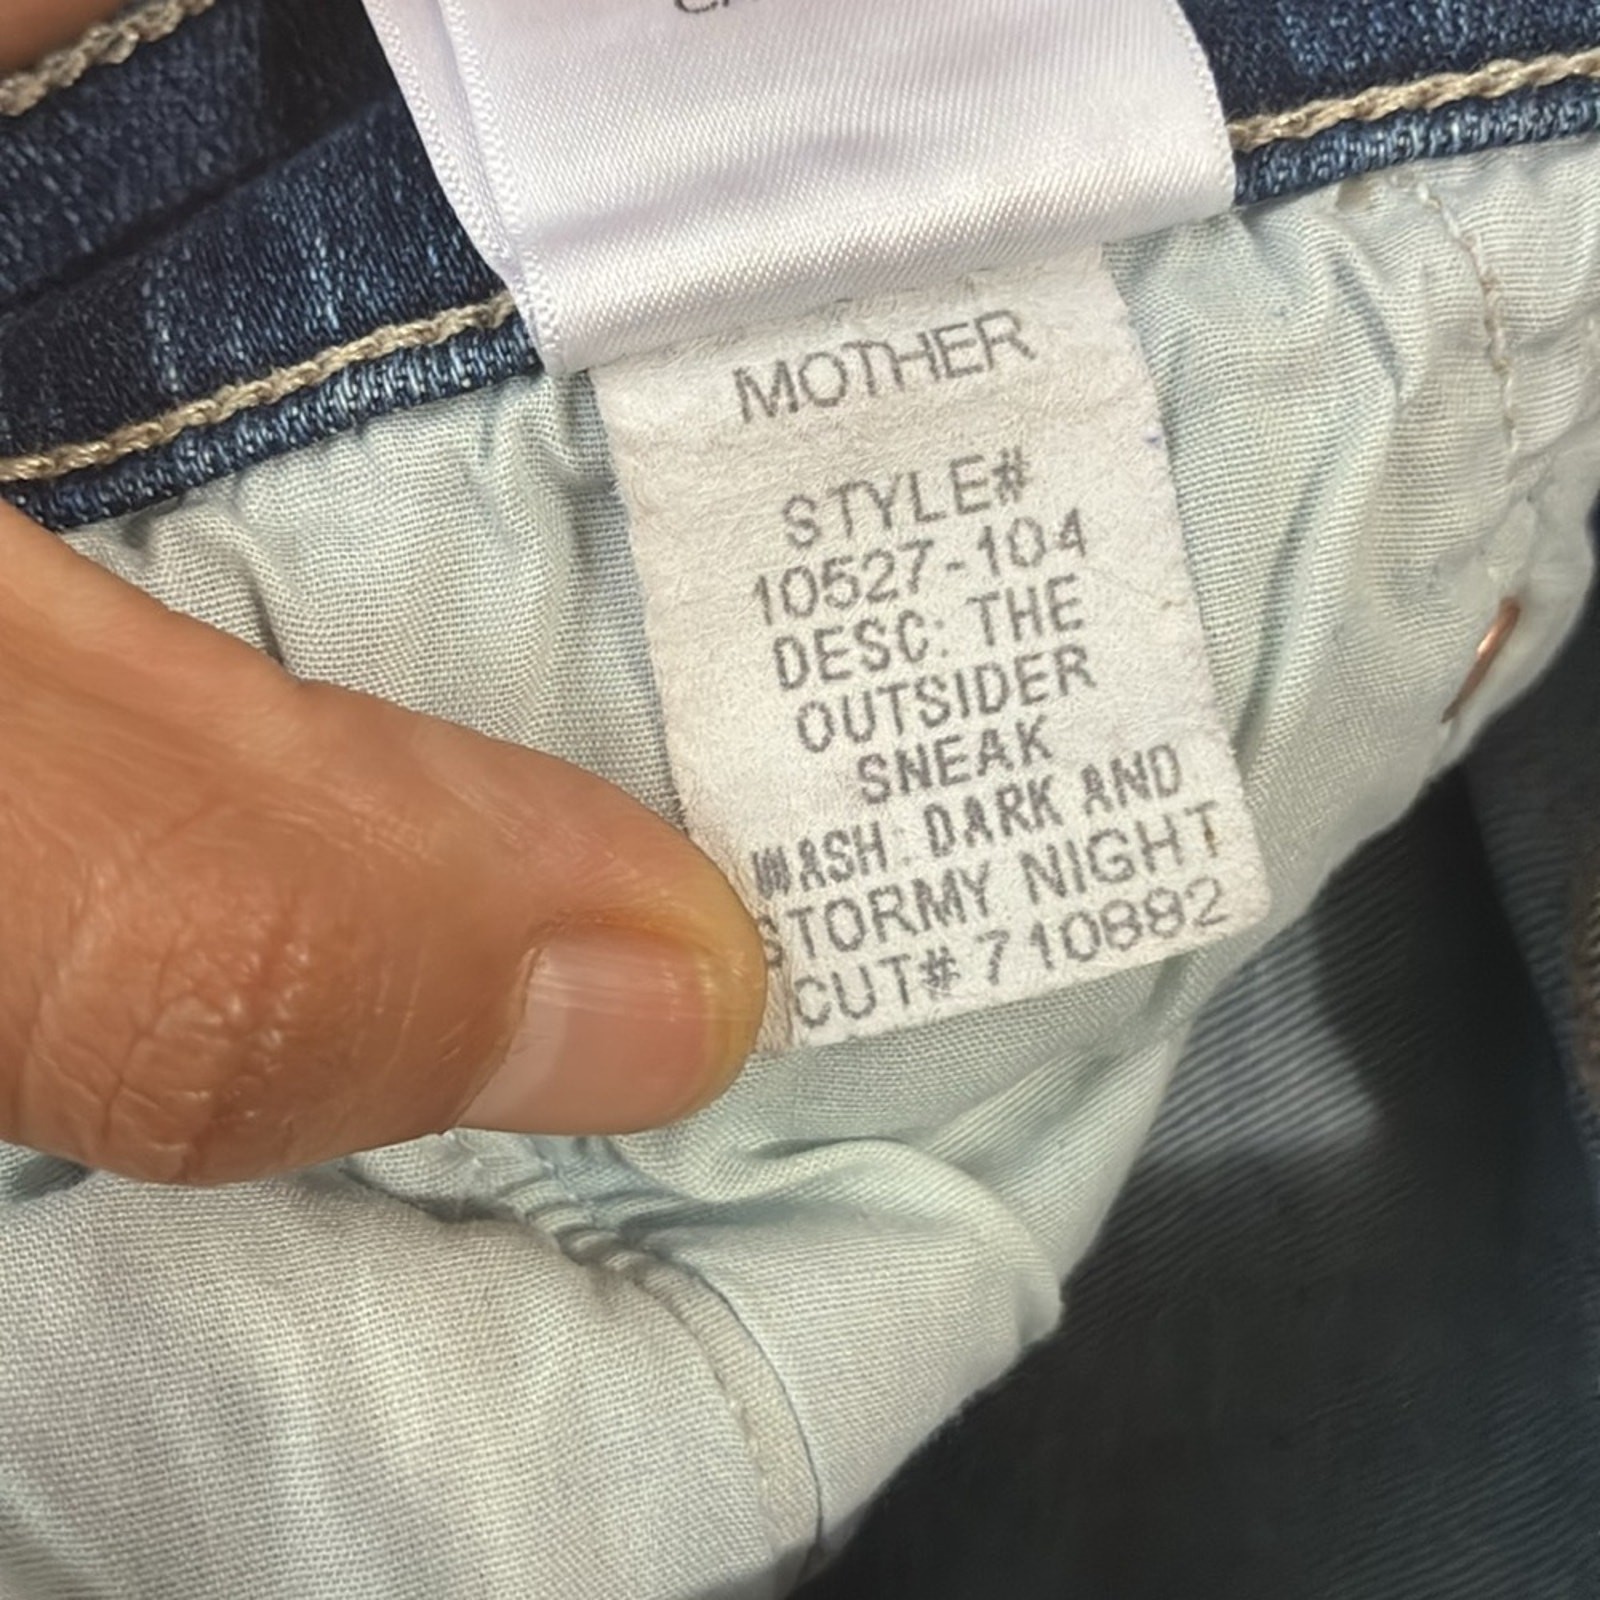 MOTHER
STYLE#
10527-104
DESC: THE
OUTSIDER
SNEAK
WASH: DARK AND
STORMY NIGHT
CUT# 710882